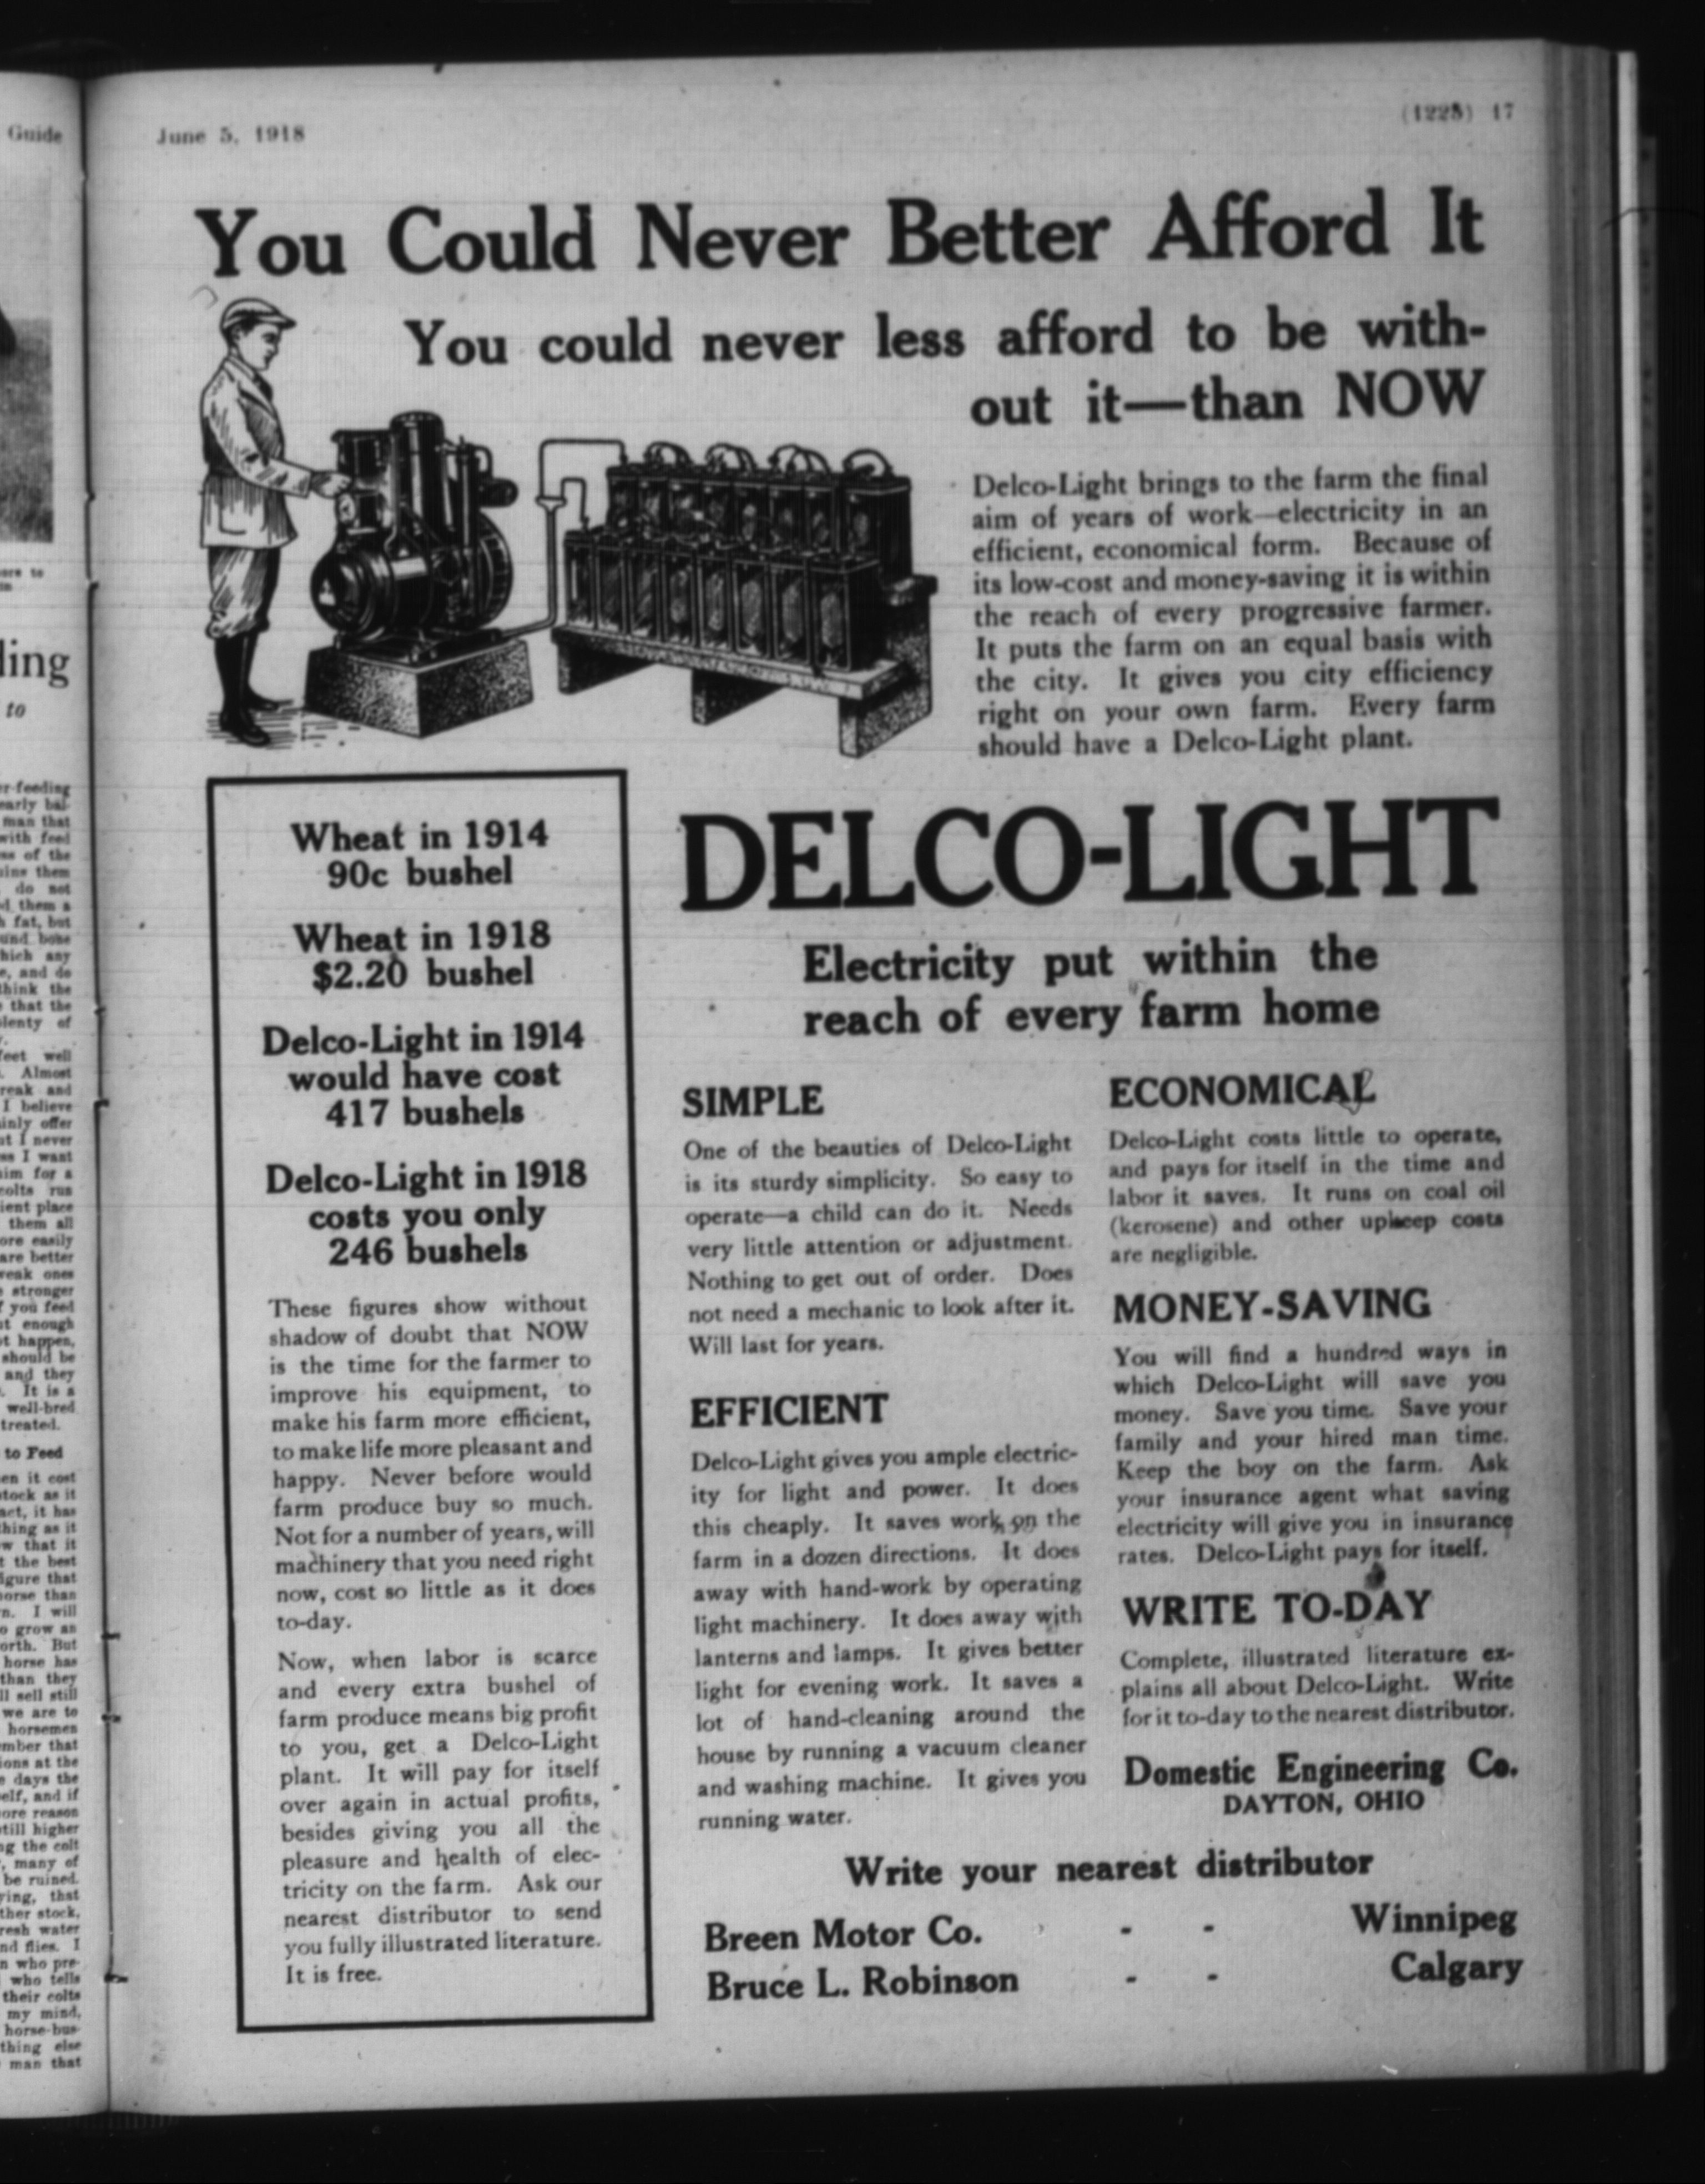 Guide
June 5, 1918
17
You Could Never Better Afford It
You could never less afford to be with-
out it—than NOW
Delco-Light brings to the farm the final
aim of years of work—electricity in an
efficient, economical form. Because of
its low-cost and money-saving it is within
the reach of every progressive farmer.
It puts the farm on an equal basis with
the city. It gives you city efficiency
right on your own farm. Every farm
should have a Delco-Light plant.
Wheat in 1914
90c bushel
Wheat in 1918
$2.20 bushel
Delco-Light in 1914
would have cost
417 bushels
Delco-Light in 1918
costs you only
246 bushels
These figures show without
shadow of doubt that NOW
is the time for the farmer to
improve his equipment, to
make his farm more efficient,
to make life more pleasant and
happy. Never before would
farm produce buy so much.
Not for a number of years, will
machinery that you need right
now, cost so little as it does
to-day.
Now, when labor is scarce
and every extra bushel of
farm produce means big profit
to you, get a Delco-Light
plant. It will pay for itself
over again in actual profits,
besides giving you all the
pleasure and health of elec-
tricity on the farm. Ask our
nearest distributor to send
you fully illustrated literature.
It is free.
DELCO-LIGHT
Electricity put within the
reach of every farm home
SIMPLE
One of the beauties of Delco-Light
is its sturdy simplicity. So easy to
operate—a child can do it. Needs
very little attention or adjustment.
Nothing to get out of order. Does
not need a mechanic to look after it.
Will last for years.
EFFICIENT
Delco-Light gives you ample electric-
ity for light and power. It does
this cheaply. It saves work on the
farm in a dozen directions. It does
away with hand-work by operating
light machinery. It does away with
lanterns and lamps. It gives better
light for evening work. It saves a
lot of hand-cleaning around the
house by running a vacuum cleaner
and washing machine. It gives you
running water.
ECONOMICAL
Delco-Light costs little to operate,
and pays for itself in the time and
labor it saves. It runs on coal oil
(kerosene) and other upkeep costs
are negligible.
MONEY-SAVING
You will find a hundred ways in
which Delco-Light will save you
money. Save you time. Save your
family and your hired man time.
Keep the boy on the farm. Ask
your insurance agent what saving
electricity will give you in insurance
rates. Delco-Light pays for itself.
WRITE TO-DAY
Complete, illustrated literature ex-
plains all about Delco-Light. Write
for it to-day to the nearest distributor.
Domestic Engineering Co.
DAYTON, OHIO
Write your nearest distributor
Breen Motor Co. - - Winnipeg
Bruce L. Robinson - - Calgary